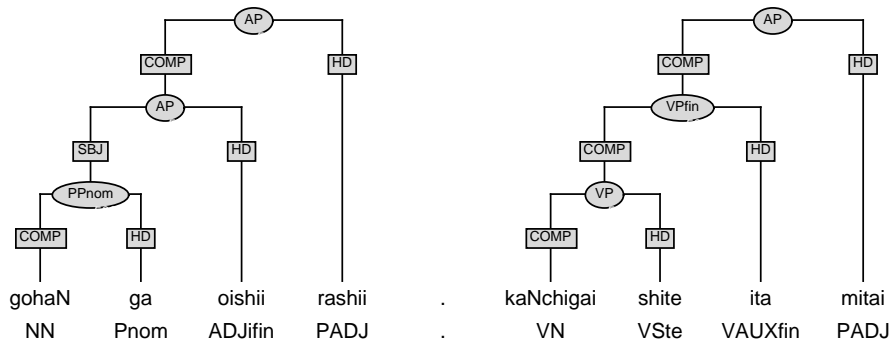 AP AP
COMP HD COMP HD
AP VPfin
SBJ HD COMP HD
PPnom VP
COMP HD COMP HD
gohaN ga oishii rashii . kaNchigai shite ita mitai
NN Pnom ADJifin PADJ . VN VSte VAUXfin PADJ